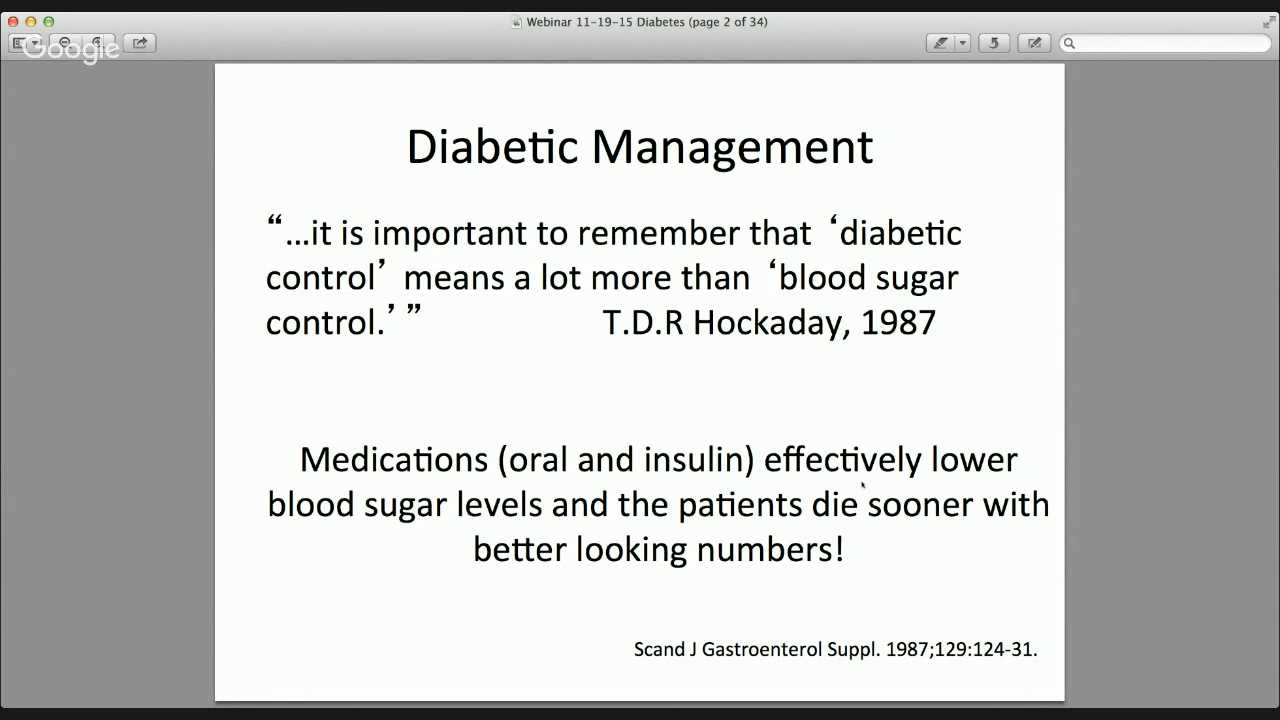 Webinar 11-19-15 Diabetes (page 2 of 34)
Google
Diabetic Management
“…it is important to remember that ‘diabetic
control’ means a lot more than ‘blood sugar
control.’ ” T.D.R Hockaday, 1987
Medications (oral and insulin) effectively lower
blood sugar levels and the patients die sooner with
better looking numbers!
Scand J Gastroenterol Suppl. 1987;129:124-31.